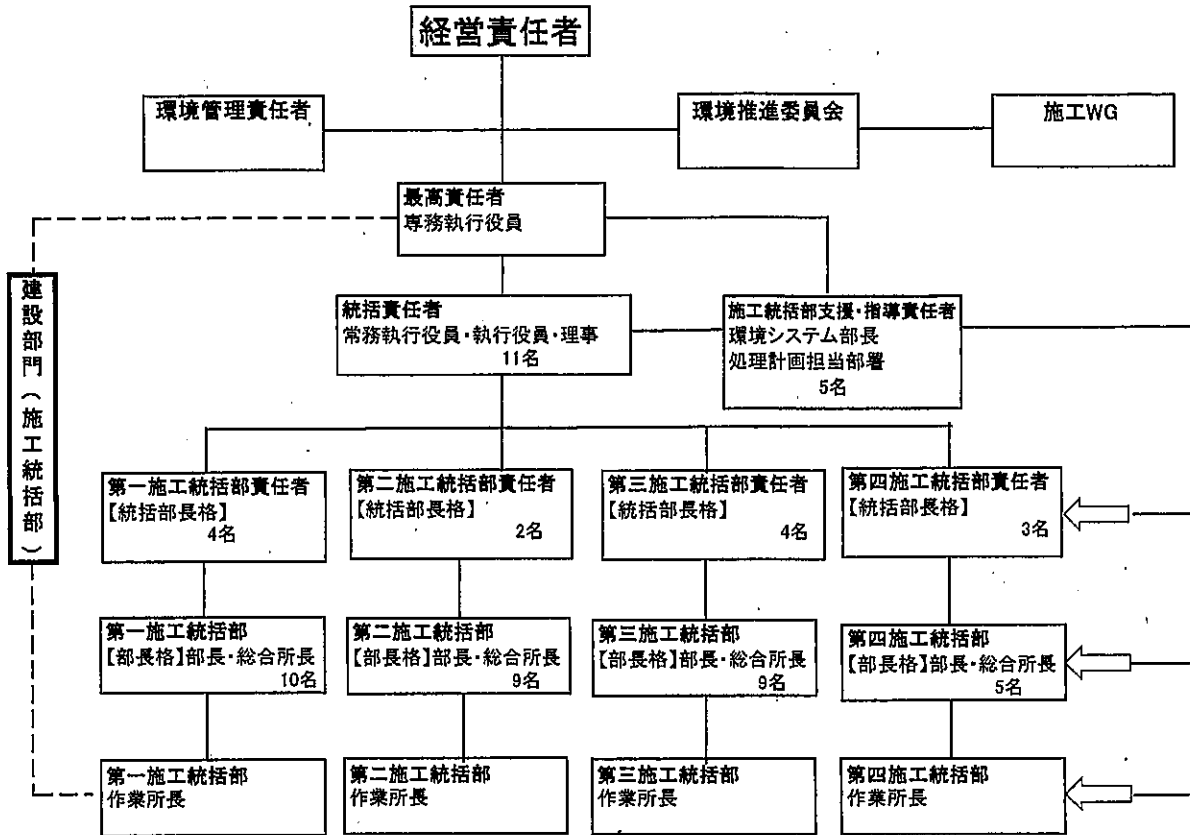 経営責任者
環境管理責任者
環境推進委員会
施工WG
最高責任者
専務執行役員
建設部門(施工統括部)
統括責任者
常務執行役員・執行役員・理事
11名
施工統括部支援・指導責任者
環境システム部長
処理計画担当部署
5名
第一施工統括部責任者
【統括部長格】
4名
第二施工統括部責任者
【統括部長格】
2名
第三施工統括部責任者
【統括部長格】
4名
第四施工統括部責任者
【統括部長格】
3名
第一施工統括部
【部長格】部長・総合所長
10名
第二施工統括部
【部長格】部長・総合所長
9名
第三施工統括部
【部長格】部長・総合所長
9名
第四施工統括部
【部長格】部長・総合所長
5名
第一施工統括部
作業所長
第二施工統括部
作業所長
第三施工統括部
作業所長
第四施工統括部
作業所長